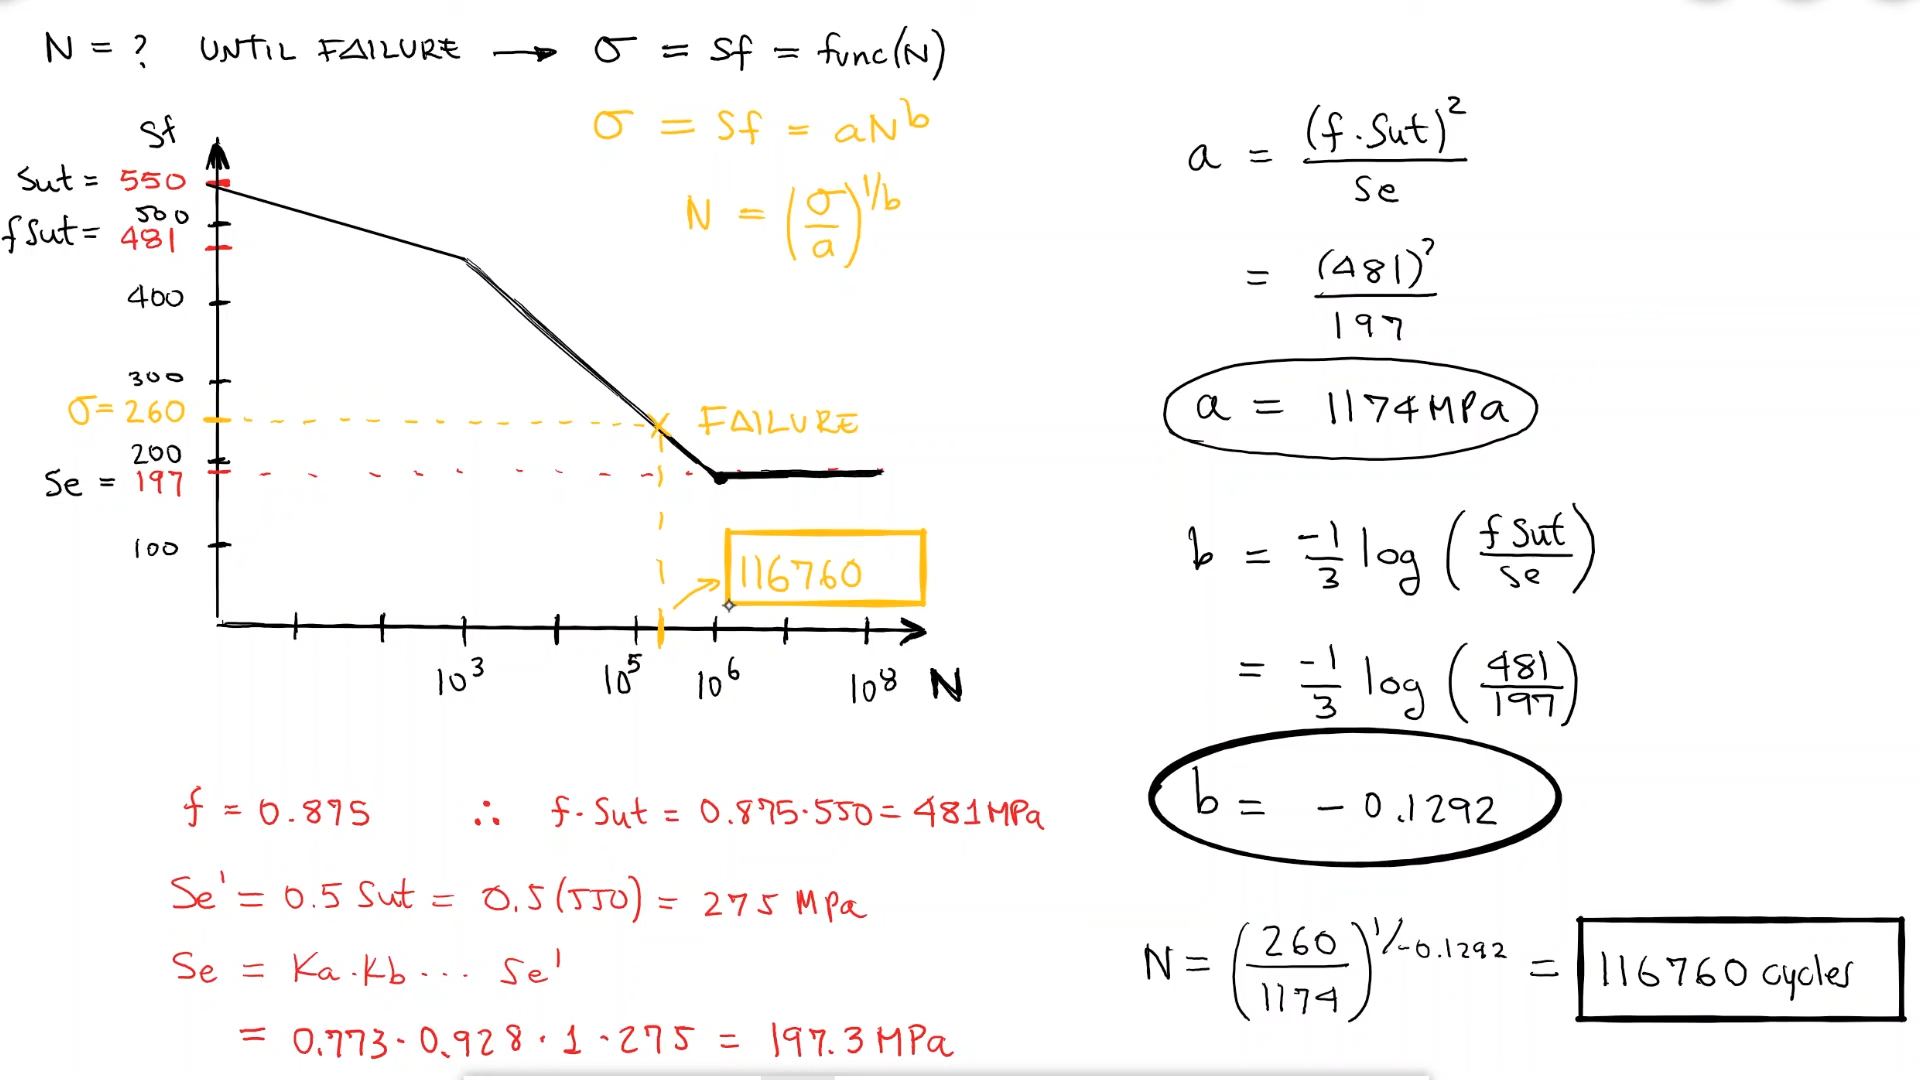 N = ? UNTIL FAILURE → σ = Sf = func(N)
σ = Sf = aN^b
N = (σ/a)^1/b
Sf
Sut = 550
500
fSut = 481
400
300
σ = 260
FAILURE
200
Se = 197
100
116760
10^3 10^5 10^6 10^8 N
f = 0.875 ∴ f · Sut = 0.875·550 = 481 MPa
Se' = 0.5 Sut = 0.5(550) = 275 MPa
Se = Ka · Kb ... Se'
= 0.773 · 0.928 · 1 · 275 = 197.3 MPa
a = (f · Sut)^2 / Se
= (481)^2 / 197
a = 1174 MPa
b = -1/3 log (f Sut / Se)
= -1/3 log (481 / 197)
b = -0.1292
N = (260 / 1174)^1/-0.1292 = 116760 cycles